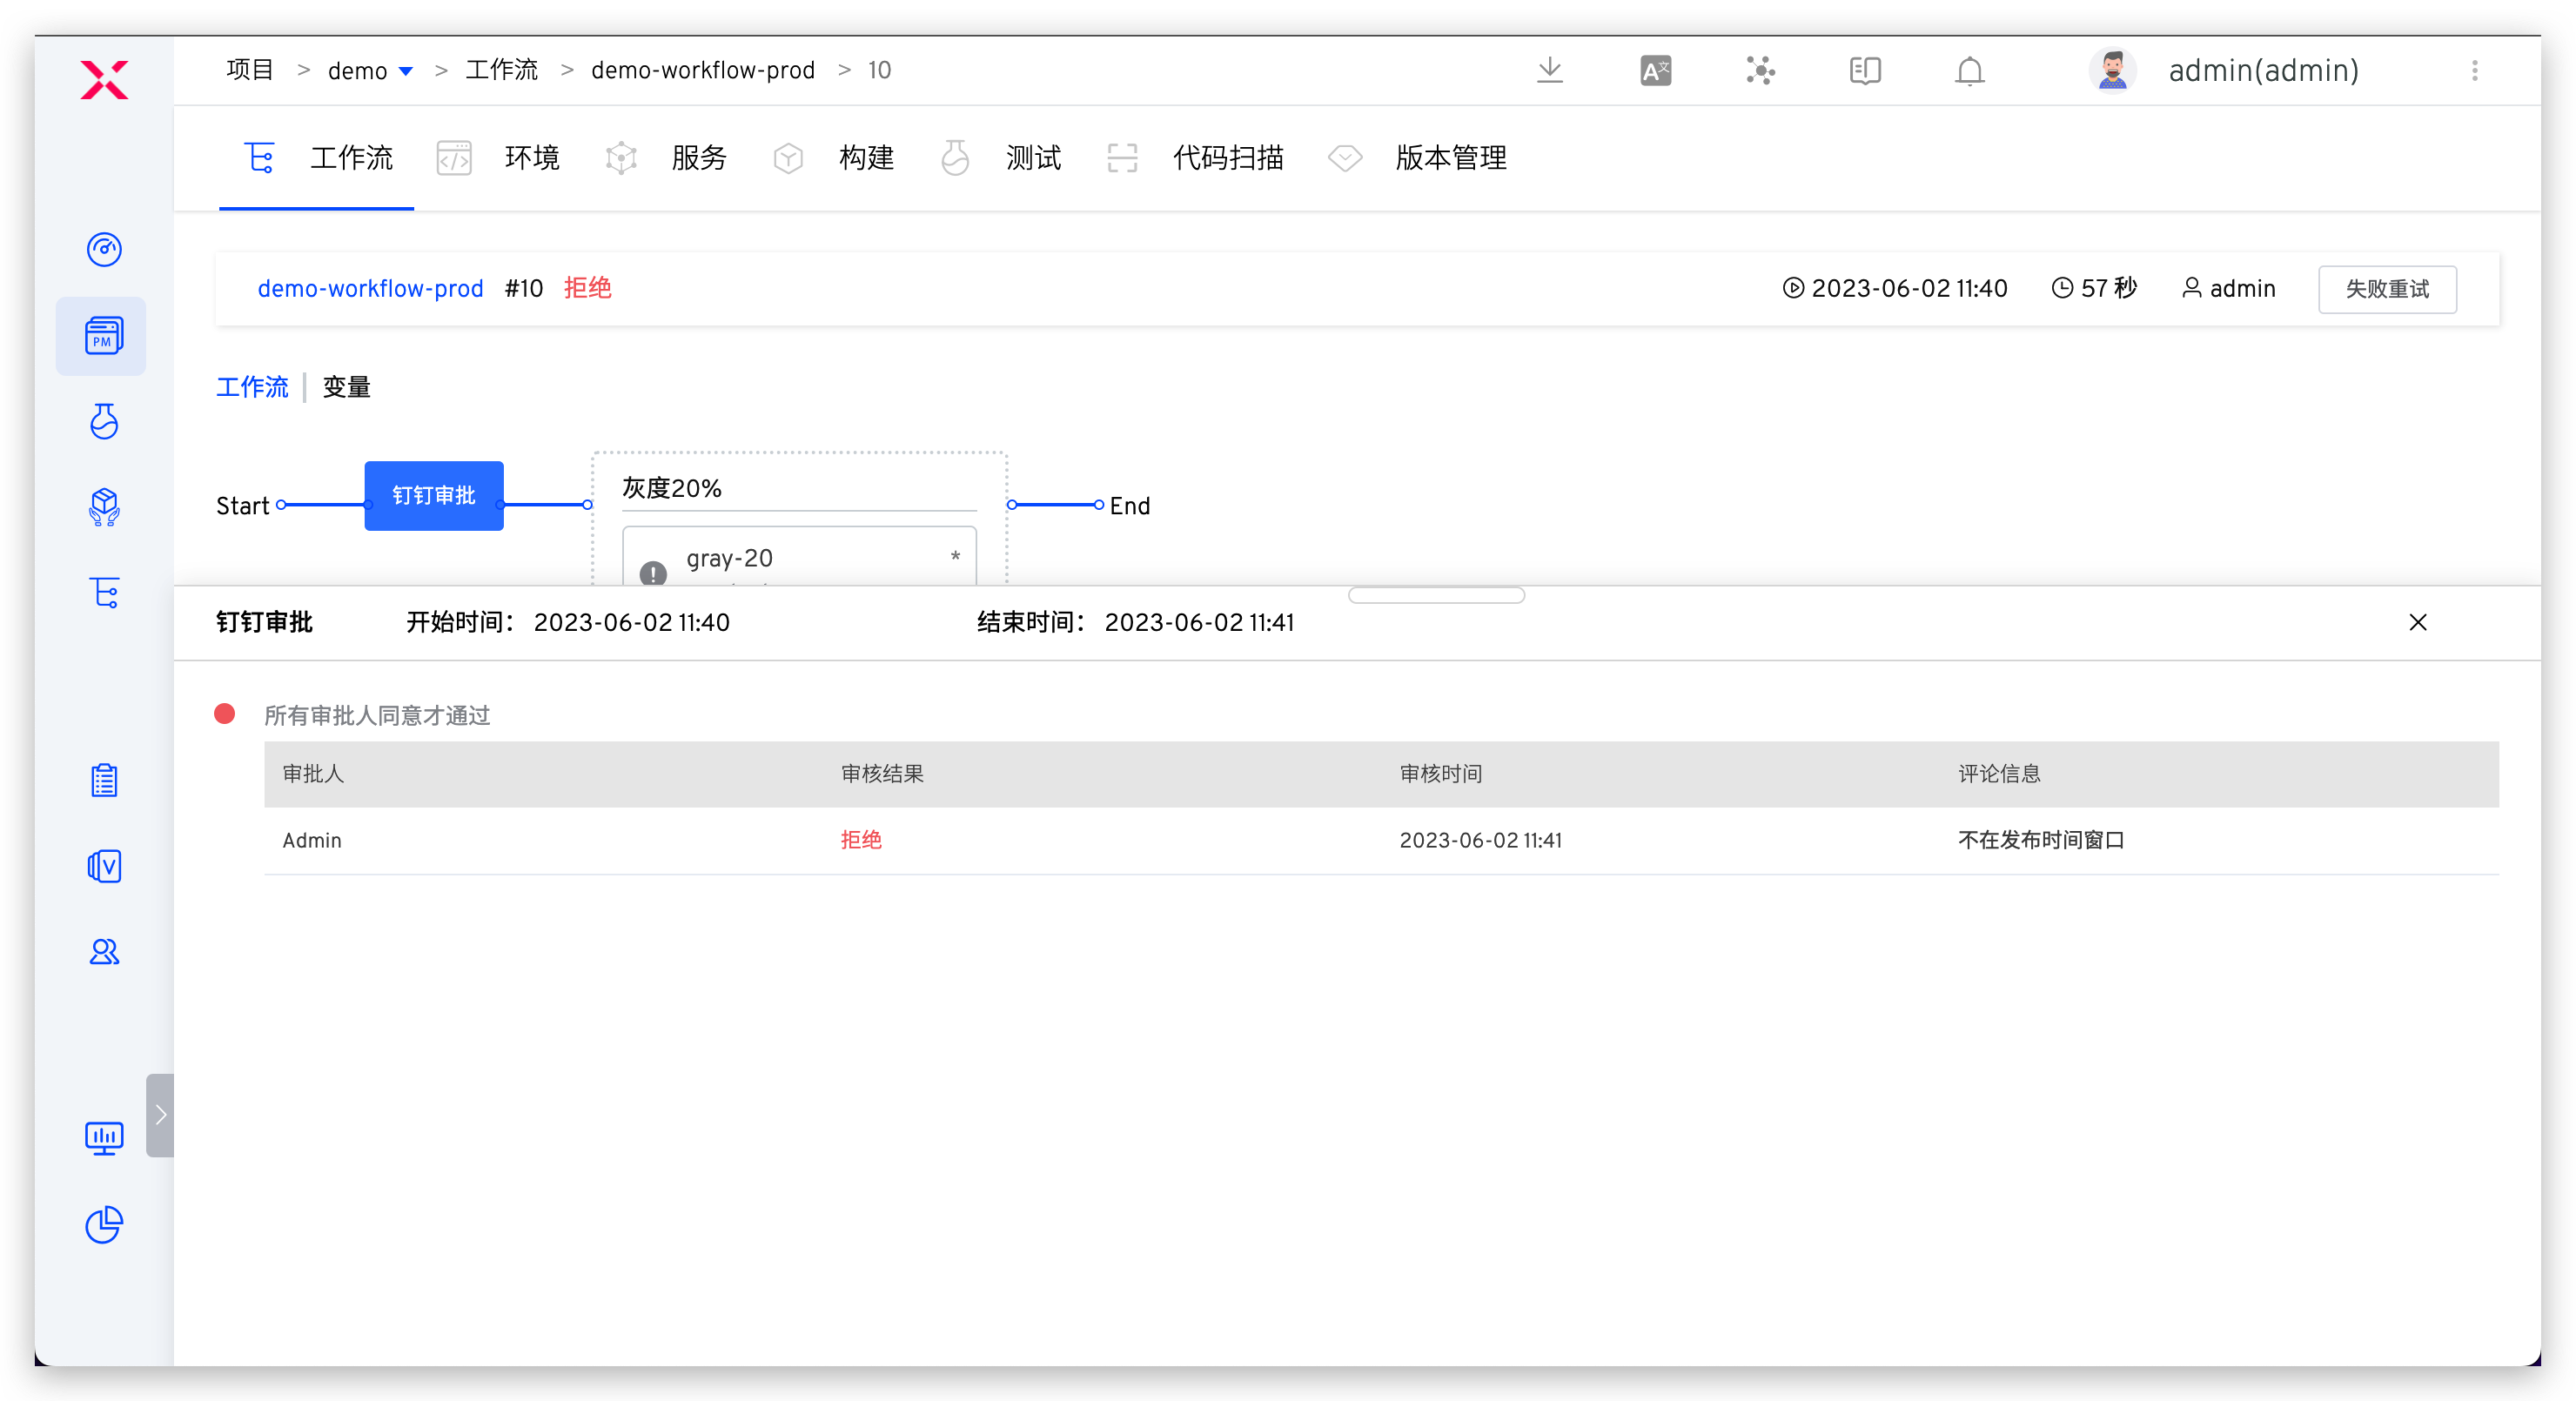 项目 > demo > 工作流 > demo-workflow-prod > 10
admin(admin)
工作流 环境 服务 构建 测试 代码扫描 版本管理
PM
demo-workflow-prod #10 拒绝 2023-06-02 11:40 57 秒 admin 失败重试
工作流 变量
Start 钉钉审批 灰度20% End
gray-20 *
钉钉审批 开始时间： 2023-06-02 11:40 结束时间： 2023-06-02 11:41
所有审批人同意才通过
审批人 审核结果 审核时间 评论信息
Admin 拒绝 2023-06-02 11:41 不在发布时间窗口